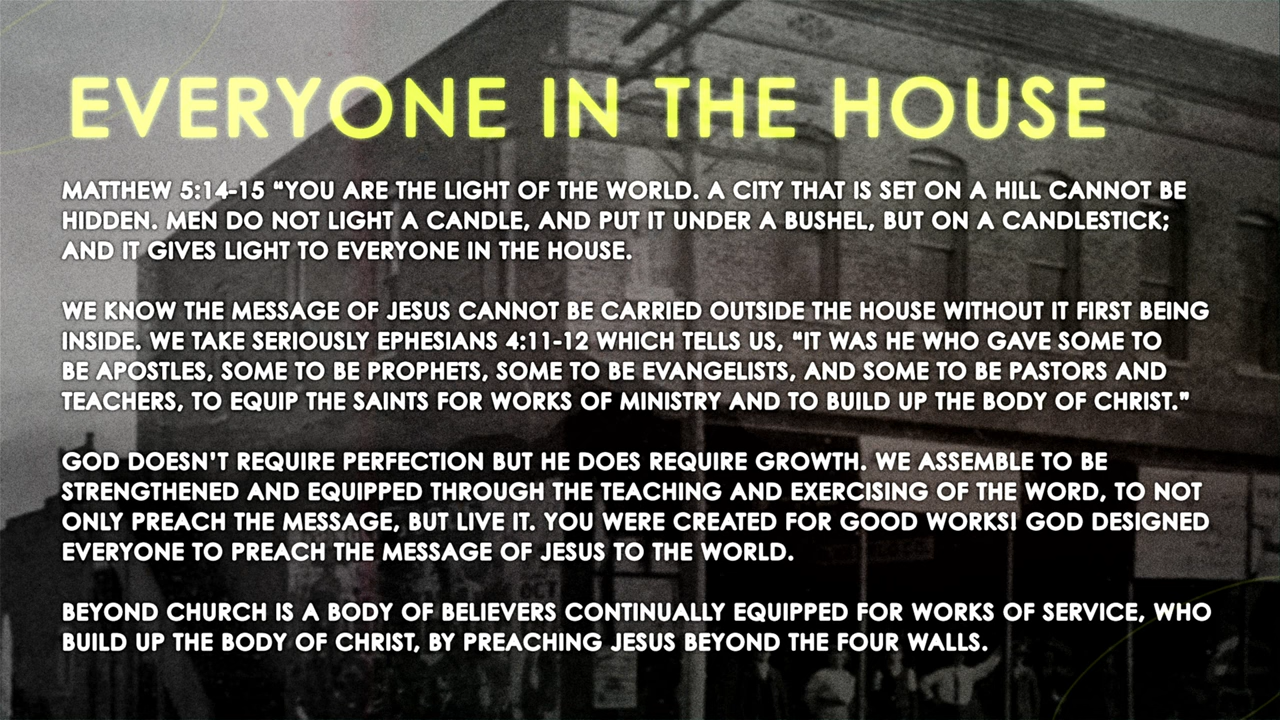 EVERYONE IN THE HOUSE
MATTHEW 5:14-15 “YOU ARE THE LIGHT OF THE WORLD. A CITY THAT IS SET ON A HILL CANNOT BE
HIDDEN. MEN DO NOT LIGHT A CANDLE, AND PUT IT UNDER A BUSHEL, BUT ON A CANDLESTICK;
AND IT GIVES LIGHT TO EVERYONE IN THE HOUSE.
WE KNOW THE MESSAGE OF JESUS CANNOT BE CARRIED OUTSIDE THE HOUSE WITHOUT IT FIRST BEING
INSIDE. WE TAKE SERIOUSLY EPHESIANS 4:11-12 WHICH TELLS US, “IT WAS HE WHO GAVE SOME TO
BE APOSTLES, SOME TO BE PROPHETS, SOME TO BE EVANGELISTS, AND SOME TO BE PASTORS AND
TEACHERS, TO EQUIP THE SAINTS FOR WORKS OF MINISTRY AND TO BUILD UP THE BODY OF CHRIST.”
GOD DOESN'T REQUIRE PERFECTION BUT HE DOES REQUIRE GROWTH. WE ASSEMBLE TO BE
STRENGTHENED AND EQUIPPED THROUGH THE TEACHING AND EXERCISING OF THE WORD, TO NOT
ONLY PREACH THE MESSAGE, BUT LIVE IT. YOU WERE CREATED FOR GOOD WORKS! GOD DESIGNED
EVERYONE TO PREACH THE MESSAGE OF JESUS TO THE WORLD.
BEYOND CHURCH IS A BODY OF BELIEVERS CONTINUALLY EQUIPPED FOR WORKS OF SERVICE, WHO
BUILD UP THE BODY OF CHRIST, BY PREACHING JESUS BEYOND THE FOUR WALLS.